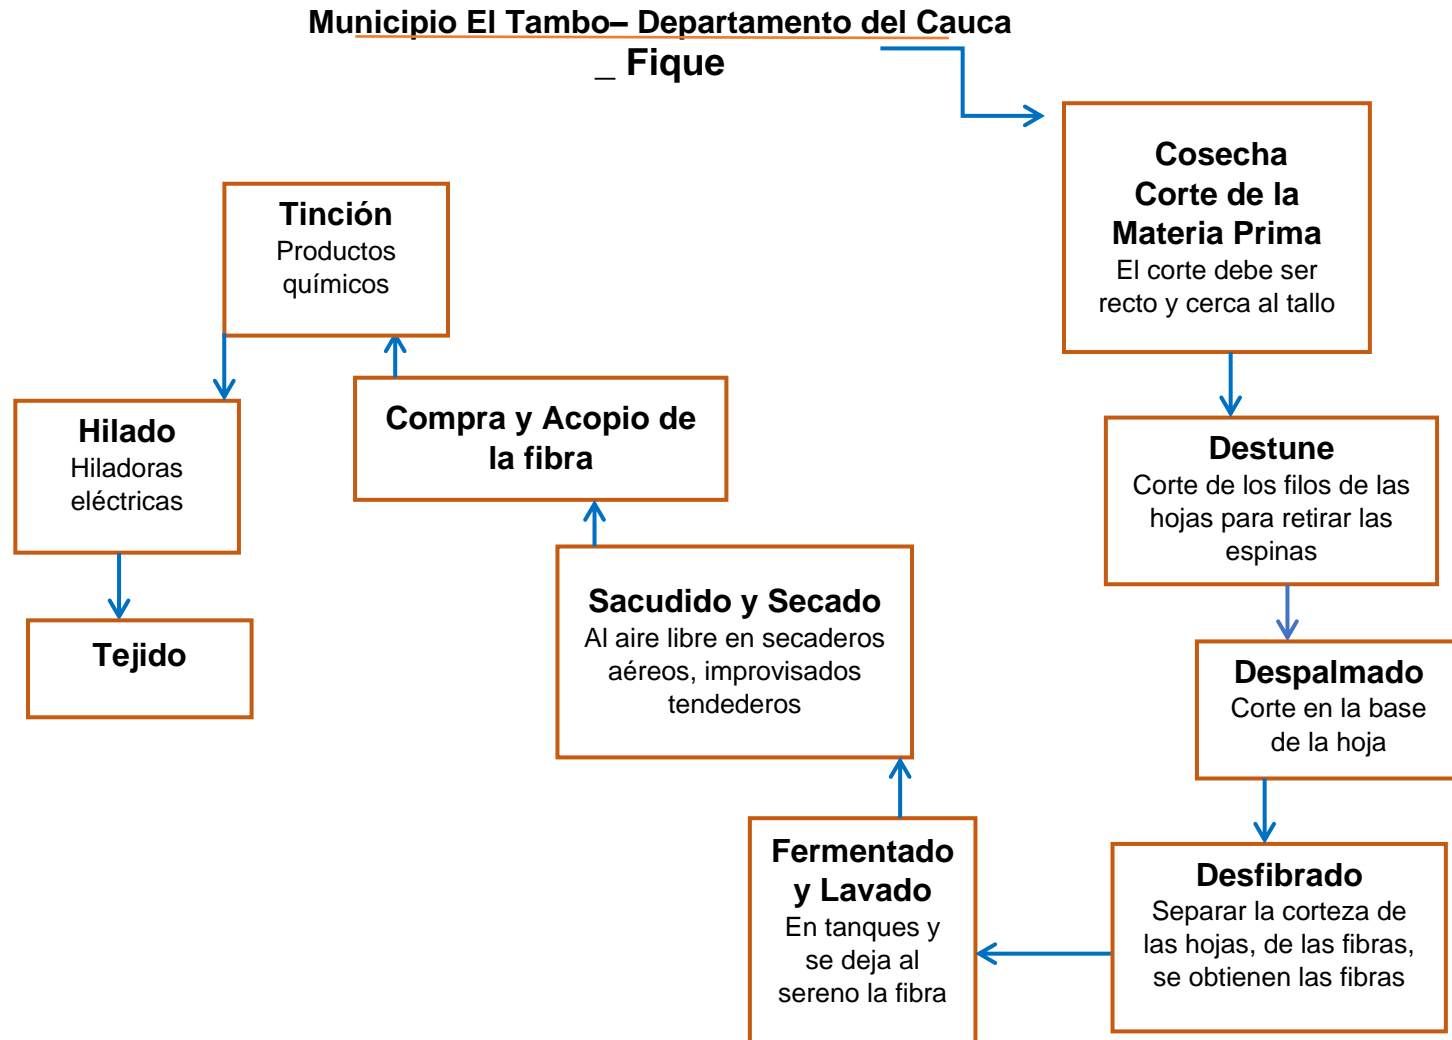 Municipio El Tambo– Departamento del Cauca
_ Fique
Cosecha
Corte de la
Materia Prima
El corte debe ser
recto y cerca al tallo
Destune
Corte de los filos de las
hojas para retirar las
espinas
Despalmado
Corte en la base
de la hoja
Desfibrado
Separar la corteza de
las hojas, de las fibras,
se obtienen las fibras
Fermentado
y Lavado
En tanques y
se deja al
sereno la fibra
Sacudido y Secado
Al aire libre en secaderos
aéreos, improvisados
tendederos
Compra y Acopio de
la fibra
Tinción
Productos
químicos
Hilado
Hiladoras
eléctricas
Tejido